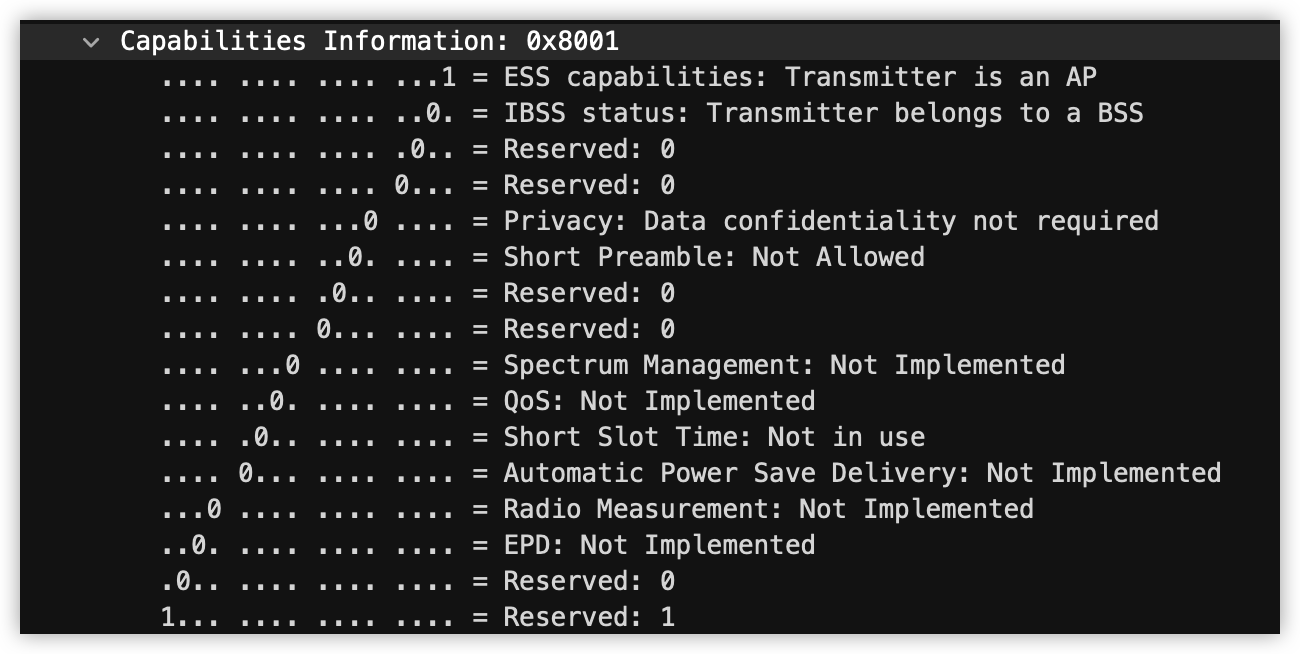 Capabilities Information: 0x8001
.... .... .... ...1 = ESS capabilities: Transmitter is an AP
.... .... .... ..0. = IBSS status: Transmitter belongs to a BSS
.... .... .... .0.. = Reserved: 0
.... .... .... 0... = Reserved: 0
.... .... ...0 .... = Privacy: Data confidentiality not required
.... .... ..0. .... = Short Preamble: Not Allowed
.... .... .0.. .... = Reserved: 0
.... .... 0... .... = Reserved: 0
.... ...0 .... .... = Spectrum Management: Not Implemented
.... ..0. .... .... = QoS: Not Implemented
.... .0.. .... .... = Short Slot Time: Not in use
.... 0... .... .... = Automatic Power Save Delivery: Not Implemented
...0 .... .... .... = Radio Measurement: Not Implemented
..0. .... .... .... = EPD: Not Implemented
.0.. .... .... .... = Reserved: 0
1... .... .... .... = Reserved: 1